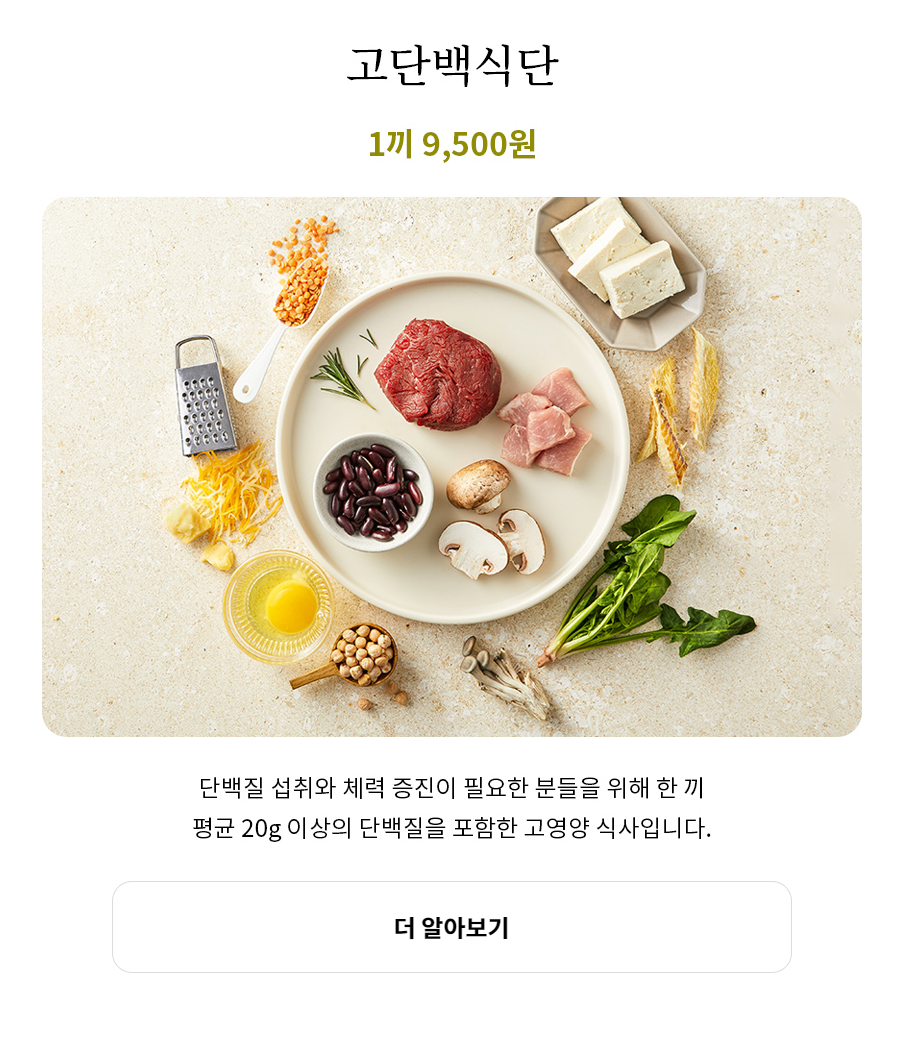 고단백식단
1끼 9,500원
단백질 섭취와 체력 증진이 필요한 분들을 위해 한 끼
평균 20g 이상의 단백질을 포함한 고영양 식사입니다.
더 알아보기